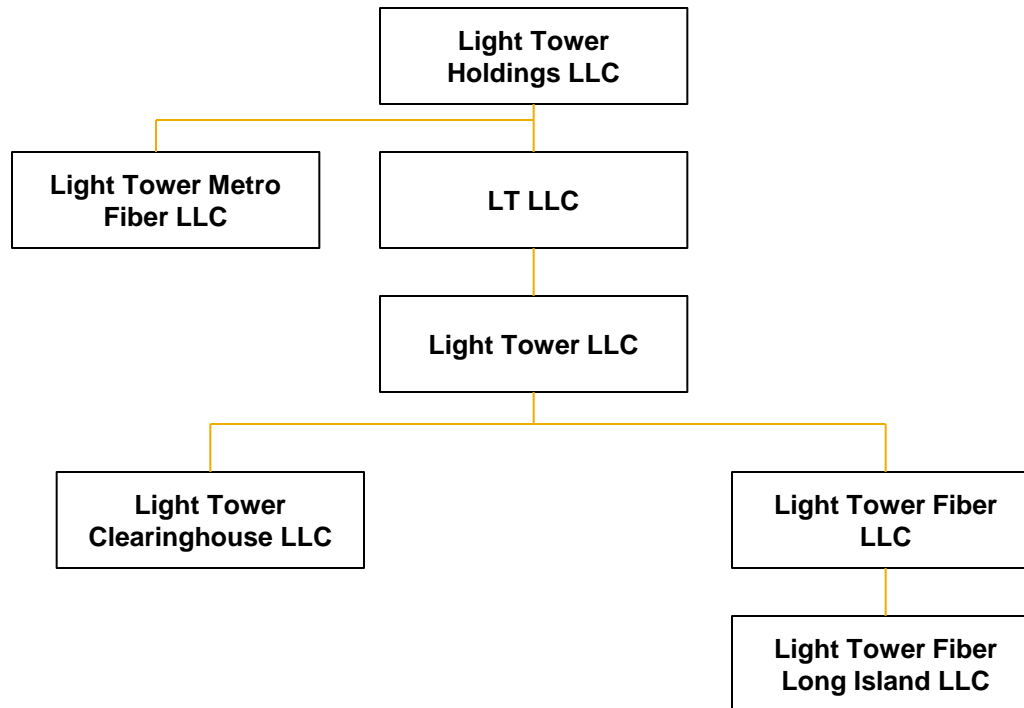 Light Tower
Holdings LLC
Light Tower Metro
Fiber LLC
LT LLC
Light Tower LLC
Light Tower
Clearinghouse LLC
Light Tower Fiber
LLC
Light Tower Fiber
Long Island LLC